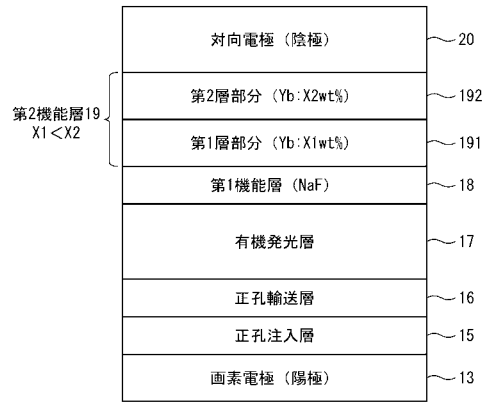 対向電極（陰極）
20
第2機能層19
X1＜X2
第2層部分（Yb:X2wt%）
192
第1層部分（Yb:X1wt%）
191
第1機能層（NaF）
18
有機発光層
17
正孔輸送層
16
正孔注入層
15
画素電極（陽極）
13